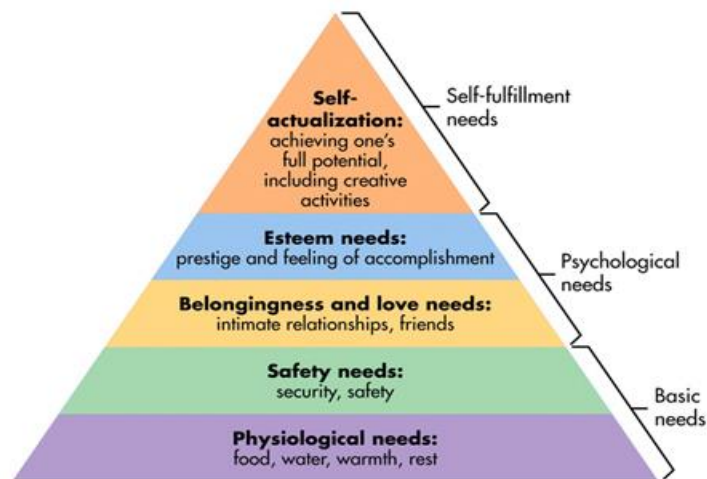 Self-
actualization:
achieving one's
full potential,
including creative
activities
Self-fulfillment
needs
Esteem needs:
prestige and feeling of accomplishment
Belongingness and love needs:
intimate relationships, friends
Psychological
needs
Safety needs:
security, safety
Physiological needs:
food, water, warmth, rest
Basic
needs